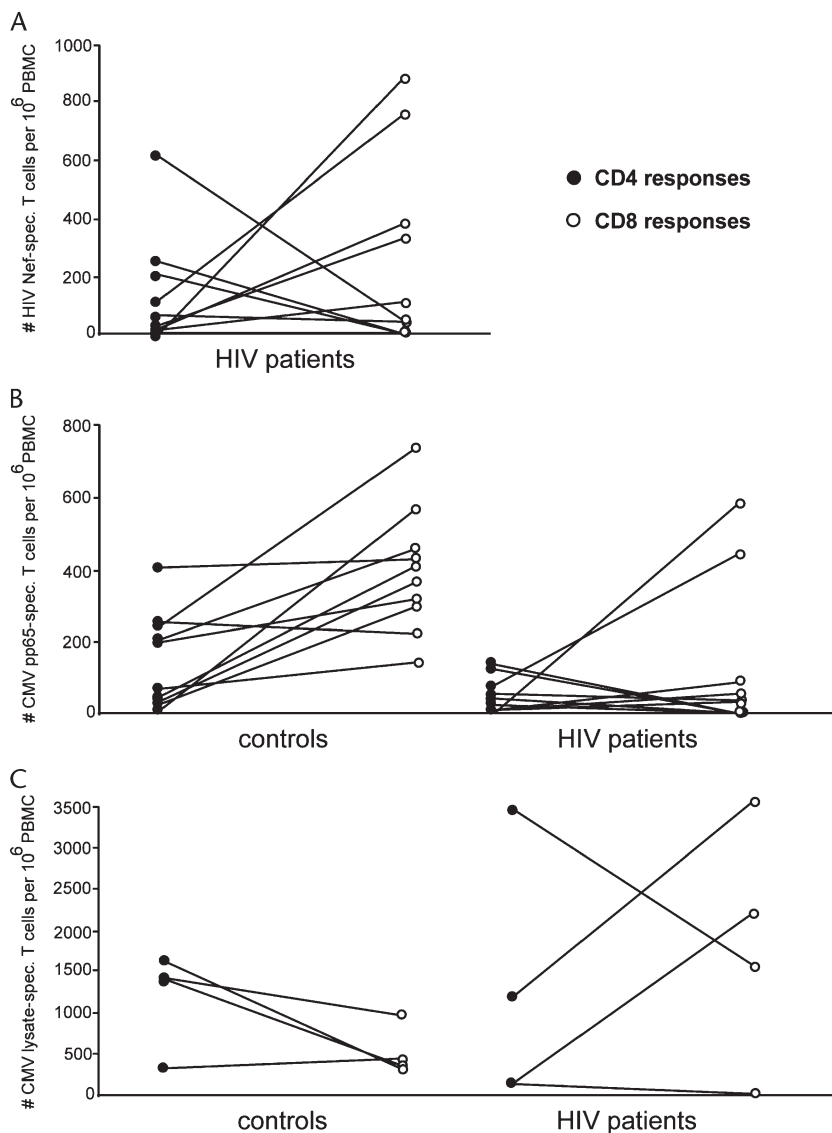 A
# HIV Nef-spec. T cells per 10^6 PBMC
1000
800
600
400
200
0
HIV patients
CD4 responses
CD8 responses
B
# CMV pp65-spec. T cells per 10^6 PBMC
800
600
400
200
0
controls
HIV patients
C
# CMV lysate-spec. T cells per 10^6 PBMC
3500
3000
2500
2000
1500
1000
500
0
controls
HIV patients